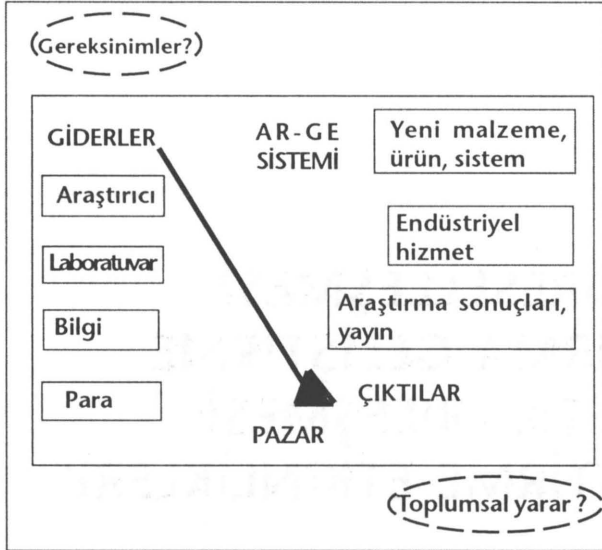 Gereksinimler?
GİDERLER
Araştırıcı
Laboratuvar
Bilgi
Para
AR-GE
SİSTEMİ
Yeni malzeme,
ürün, sistem
Endüstriyel
hizmet
Araştırma sonuçları,
yayın
ÇIKTILAR
PAZAR
Toplumsal yarar ?